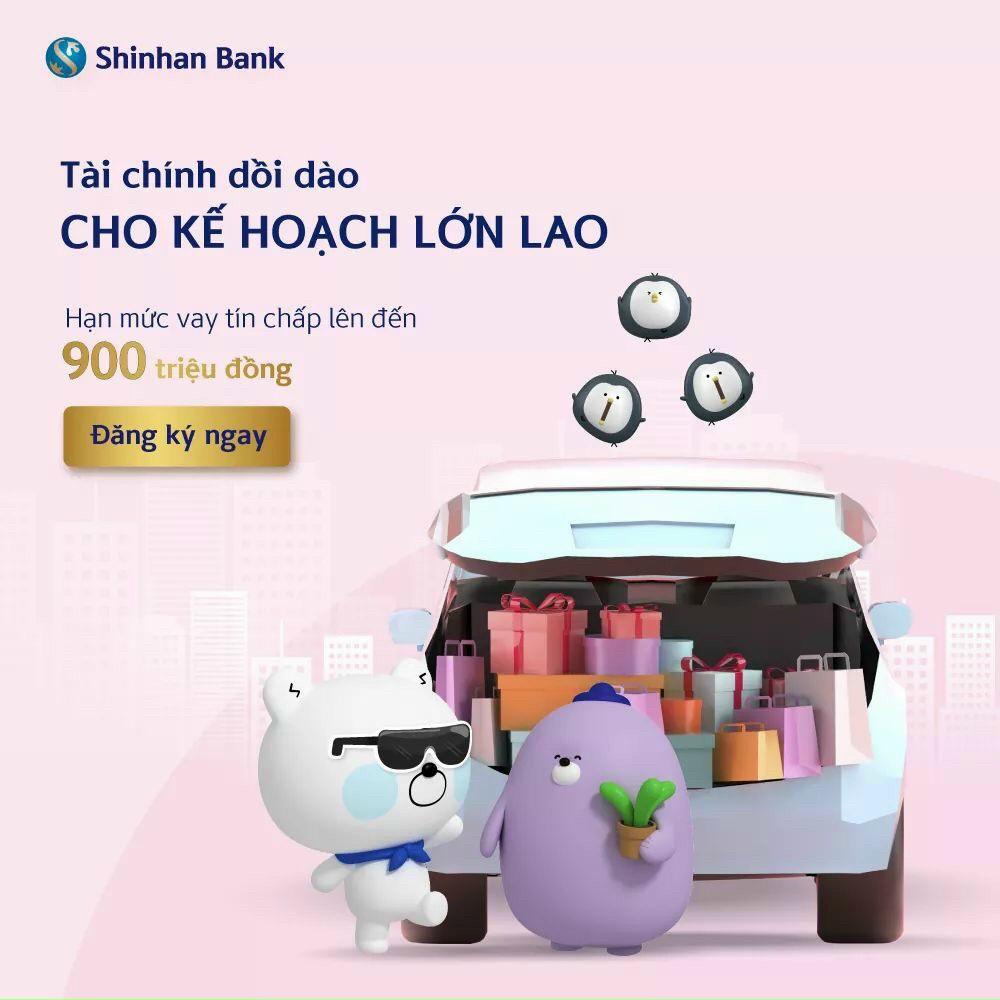 Shinhan Bank
Tài chính dồi dào
CHO KẾ HOẠCH LỚN LAO
Hạn mức vay tín chấp lên đến
900 triệu đồng
Đăng ký ngay